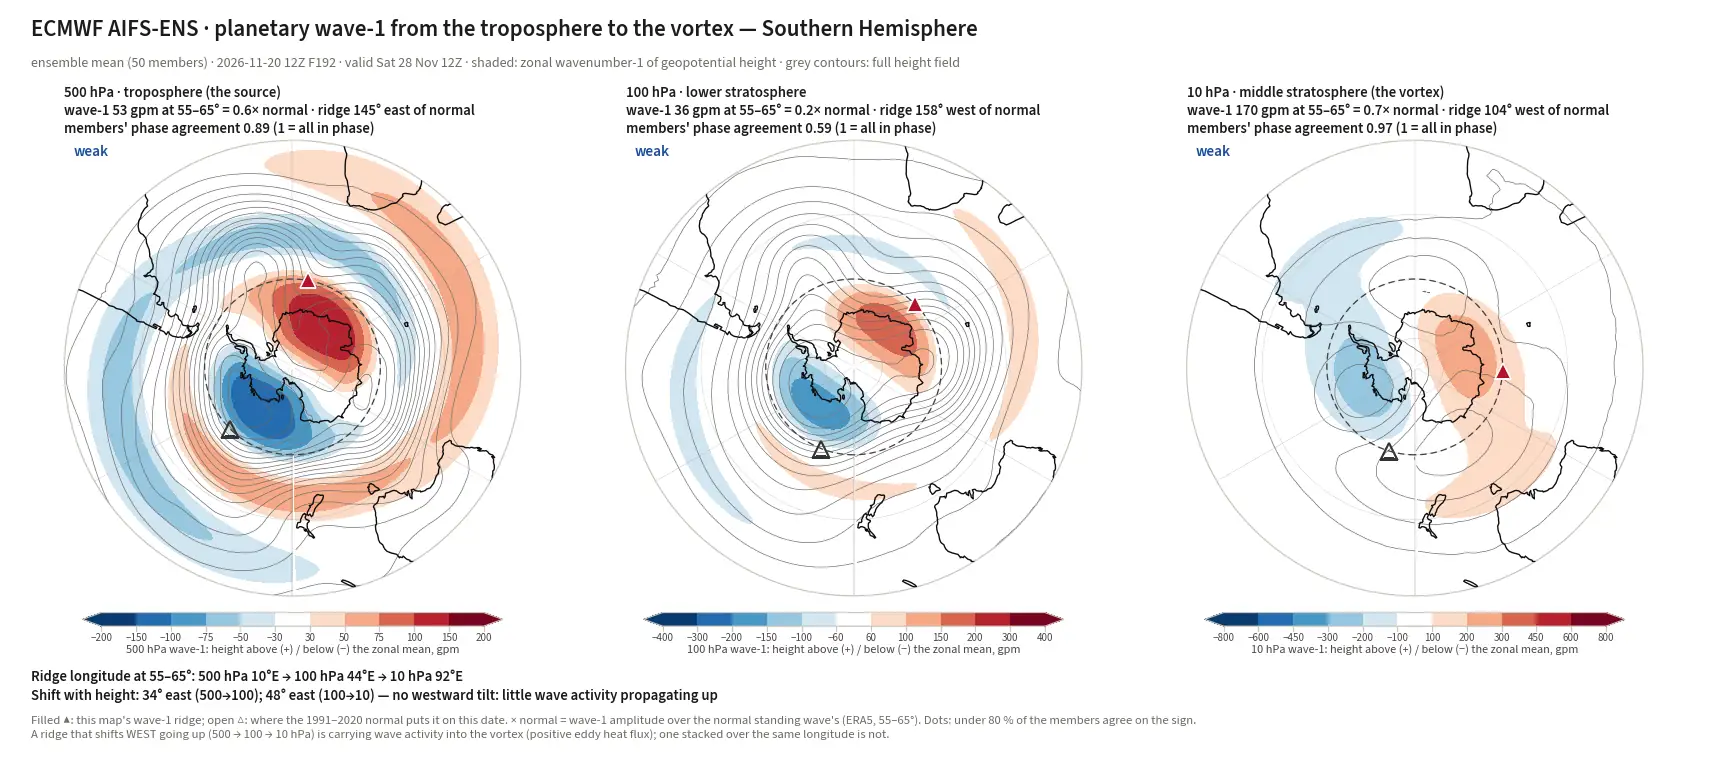 ECMWF AIFS-ENS · planetary wave-1 from the troposphere to the vortex — Southern Hemisphere
ensemble mean (50 members) · 2026-11-20 12Z F192 · valid Sat 28 Nov 12Z · shaded: zonal wavenumber-1 of geopotential height · grey contours: full height field
500 hPa · troposphere (the source)
wave-1 53 gpm at 55–65° = 0.6× normal · ridge 145° east of normal
members' phase agreement 0.89 (1 = all in phase)
weak
100 hPa · lower stratosphere
wave-1 36 gpm at 55–65° = 0.2× normal · ridge 158° west of normal
members' phase agreement 0.59 (1 = all in phase)
weak
10 hPa · middle stratosphere (the vortex)
wave-1 170 gpm at 55–65° = 0.7× normal · ridge 104° west of normal
members' phase agreement 0.97 (1 = all in phase)
weak
−200 −150 −100 −75 −50 −30 30 50 75 100 150 200
500 hPa wave-1: height above (+) / below (−) the zonal mean, gpm
−400 −300 −200 −150 −100 −60 60 100 150 200 300 400
100 hPa wave-1: height above (+) / below (−) the zonal mean, gpm
−800 −600 −450 −300 −200 −100 100 200 300 450 600 800
10 hPa wave-1: height above (+) / below (−) the zonal mean, gpm
Ridge longitude at 55–65°: 500 hPa 10°E → 100 hPa 44°E → 10 hPa 92°E
Shift with height: 34° east (500→100); 48° east (100→10) — no westward tilt: little wave activity propagating up
Filled ▲: this map's wave-1 ridge; open △: where the 1991–2020 normal puts it on this date. × normal = wave-1 amplitude over the normal standing wave's (ERA5, 55–65°). Dots: under 80 % of the members agree on the sign.
A ridge that shifts WEST going up (500 → 100 → 10 hPa) is carrying wave activity into the vortex (positive eddy heat flux); one stacked over the same longitude is not.